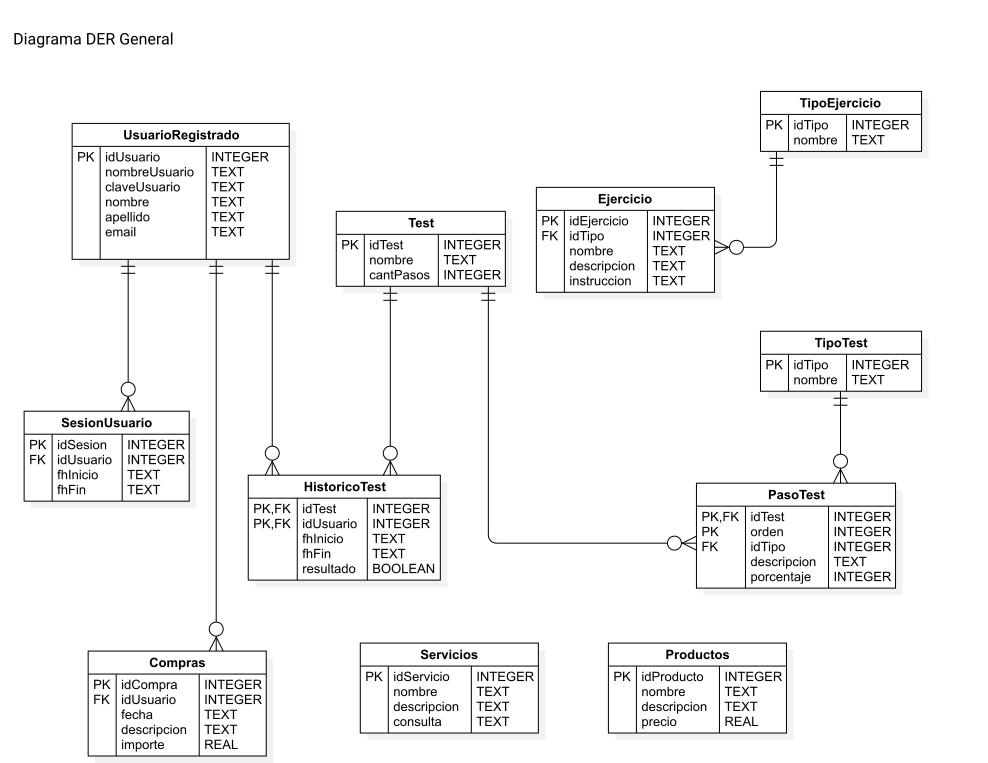 Diagrama DER General
TipoEjercicio
PK idTipo INTEGER
nombre TEXT
UsuarioRegistrado
PK idUsuario INTEGER
nombreUsuario TEXT
claveUsuario TEXT
nombre TEXT
apellido TEXT
email TEXT
Ejercicio
PK idEjercicio INTEGER
FK idTipo INTEGER
nombre TEXT
descripcion TEXT
instruccion TEXT
Test
PK idTest INTEGER
nombre TEXT
cantPasos INTEGER
TipoTest
PK idTipo INTEGER
nombre TEXT
SesionUsuario
PK idSesion INTEGER
FK idUsuario INTEGER
fhInicio TEXT
fhFin TEXT
HistoricoTest
PK,FK idTest INTEGER
PK,FK idUsuario INTEGER
fhInicio TEXT
fhFin TEXT
resultado BOOLEAN
PasoTest
PK,FK idTest INTEGER
PK orden INTEGER
FK idTipo INTEGER
descripcion TEXT
porcentaje INTEGER
Compras
PK idCompra INTEGER
FK idUsuario INTEGER
fecha TEXT
descripcion TEXT
importe REAL
Servicios
PK idServicio INTEGER
nombre TEXT
descripcion TEXT
consulta TEXT
Productos
PK idProducto INTEGER
nombre TEXT
descripcion TEXT
precio REAL